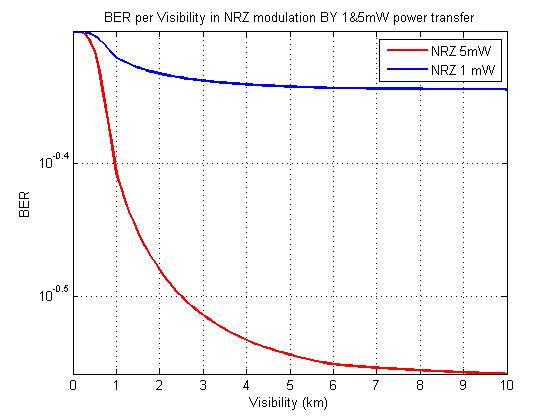 BER per Visibility in NRZ modulation BY 1&5mW power transfer
NRZ 5mW
NRZ 1 mW
10^-0.4
10^-0.5
BER
0 1 2 3 4 5 6 7 8 9 10
Visibility (km)